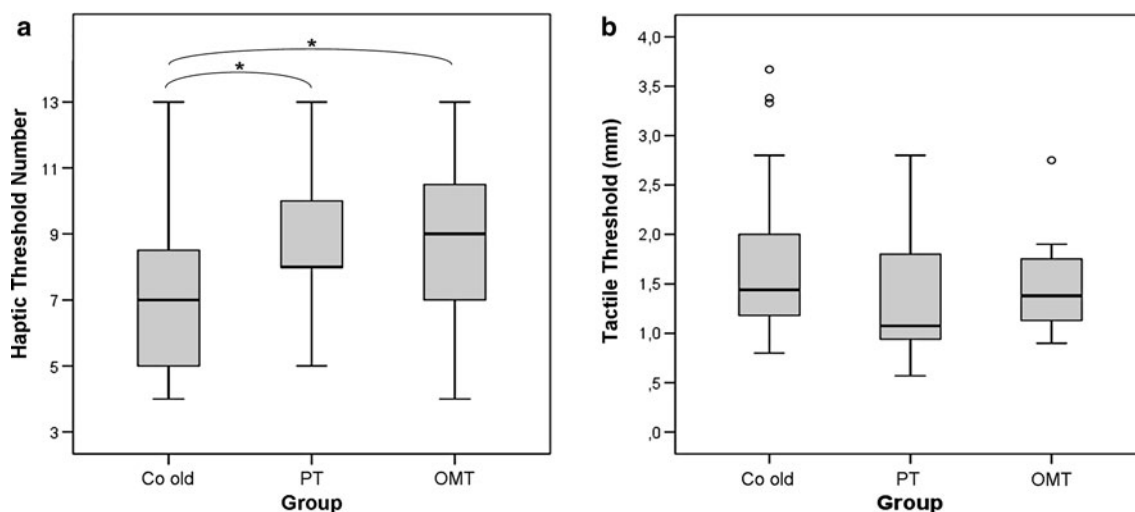 a
*
*
Haptic Threshold Number
13
11
9
7
5
3
Co old
PT
OMT
Group
b
Tactile Threshold (mm)
4,0
3,5
3,0
2,5
2,0
1,5
1,0
,5
,0
Co old
PT
OMT
Group